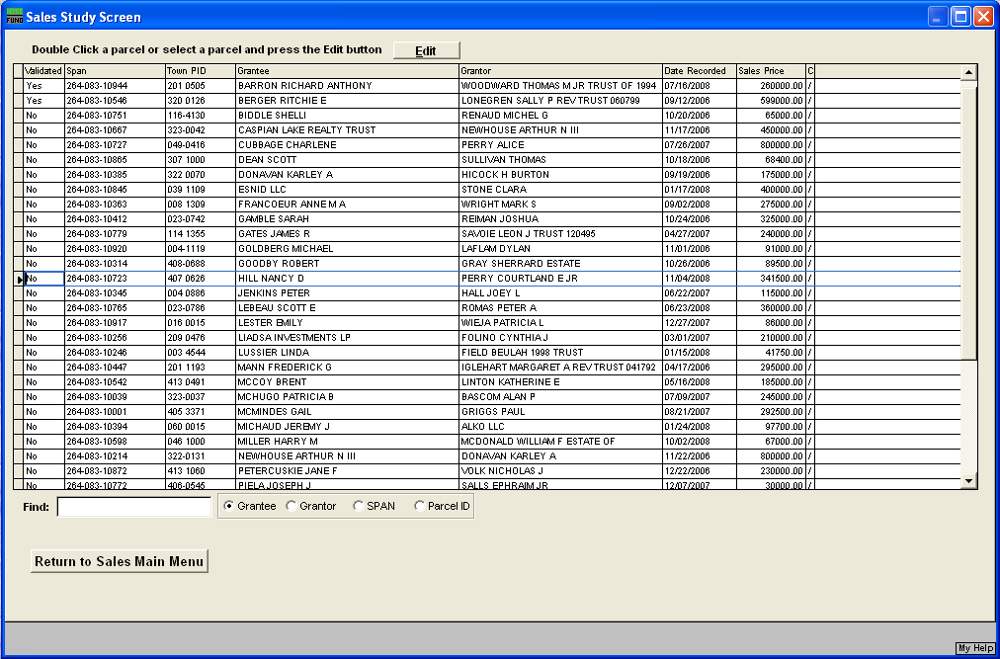 FUND Sales Study Screen
Double Click a parcel or select a parcel and press the Edit button Edit
Validated Span Town PID Grantee Grantor Date Recorded Sales Price C
Yes 264-083-10944 201 0505 BARRON RICHARD ANTHONY WOODWARD THOMAS M JR TRUST OF 1994 07/16/2008 260000.00 /
Yes 264-083-10546 320 0126 BERGER RITCHIE E LONEGREN SALLY P REV TRUST 060799 09/12/2006 599000.00 /
No 264-083-10751 116-4130 BIDDLE SHELLI RENAUD MICHEL G 10/20/2006 65000.00 /
No 264-083-10667 323-0042 CASPIAN LAKE REALTY TRUST NEWHOUSE ARTHUR N III 11/17/2006 450000.00 /
No 264-083-10727 049-0416 CUBBAGE CHARLENE PERRY ALICE 07/26/2007 800000.00 /
No 264-083-10865 307 1000 DEAN SCOTT SULLIVAN THOMAS 10/18/2006 68400.00 /
No 264-083-10385 322 0070 DONAVAN KARLEY A HICOCK H BURTON 09/19/2006 175000.00 /
No 264-083-10845 039 1109 ESNID LLC STONE CLARA 01/17/2008 400000.00 /
No 264-083-10363 008 1309 FRANCOEUR ANNE M A WRIGHT MARK S 09/02/2008 275000.00 /
No 264-083-10412 023-0742 GAMBLE SARAH REIMAN JOSHUA 10/24/2006 325000.00 /
No 264-083-10779 114 1355 GATES JAMES R SAVOIE LEON J TRUST 120495 04/27/2007 240000.00 /
No 264-083-10920 004-1119 GOLDBERG MICHAEL LAFLAM DYLAN 11/01/2006 91000.00 /
No 264-083-10314 408-0688 GOODBY ROBERT GRAY SHERRARD ESTATE 10/26/2006 89500.00 /
No 264-083-10723 407 0626 HILL NANCY D PERRY COURTLAND E JR 11/04/2008 341500.00 /
No 264-083-10345 004 0886 JENKINS PETER HALL JOEY L 06/22/2007 115000.00 /
No 264-083-10765 023-0786 LEBEAU SCOTT E ROMAS PETER A 06/23/2008 360000.00 /
No 264-083-10917 016 0015 LESTER EMILY WIEJA PATRICIA L 12/27/2007 86000.00 /
No 264-083-10256 209 0476 LIADSA INVESTMENTS LP FOLINO CYNTHIA J 03/01/2007 210000.00 /
No 264-083-10246 003 4544 LUSSIER LINDA FIELD BEULAH 1998 TRUST 01/15/2008 41750.00 /
No 264-083-10447 201 1193 MANN FREDERICK G IGLEHART MARGARET A REV TRUST 041792 04/17/2006 295000.00 /
No 264-083-10542 413 0491 MCCOY BRENT LINTON KATHERINE E 05/16/2008 185000.00 /
No 264-083-10039 323-0037 MCHUGO PATRICIA B BASCOM ALAN P 07/09/2007 245000.00 /
No 264-083-10001 405 3371 MCMINDES GAIL GRIGGS PAUL 08/21/2007 292500.00 /
No 264-083-10394 060 0015 MICHAUD JEREMY J ALKO LLC 01/24/2008 97700.00 /
No 264-083-10598 046 1000 MILLER HARRY M MCDONALD WILLIAM F ESTATE OF 10/02/2008 67000.00 /
No 264-083-10214 322-0131 NEWHOUSE ARTHUR N III DONAVAN KARLEY A 11/22/2006 800000.00 /
No 264-083-10872 413 1060 PETERCUSKIE JANE F VOLK NICHOLAS J 12/22/2006 230000.00 /
No 264-083-10772 406-0545 PIELA JOSEPH J SALLS EPHRAIM JR 12/07/2007 30000.00 /
Find: Grantee Grantor SPAN Parcel ID
Return to Sales Main Menu
My Help